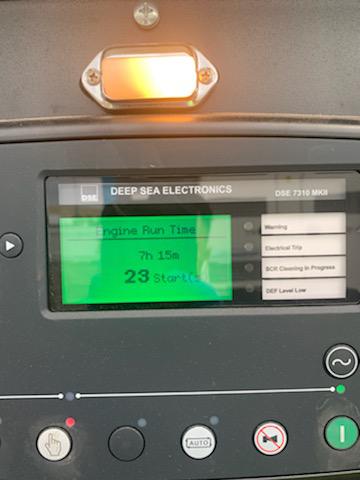 DSE
DEEP SEA ELECTRONICS
DSE 7310 MKII
Engine Run Time
7h 15m
23 Start(s
Warning
Electrical Trip
SCR Cleaning In Progress
DEF Level Low
AUTO